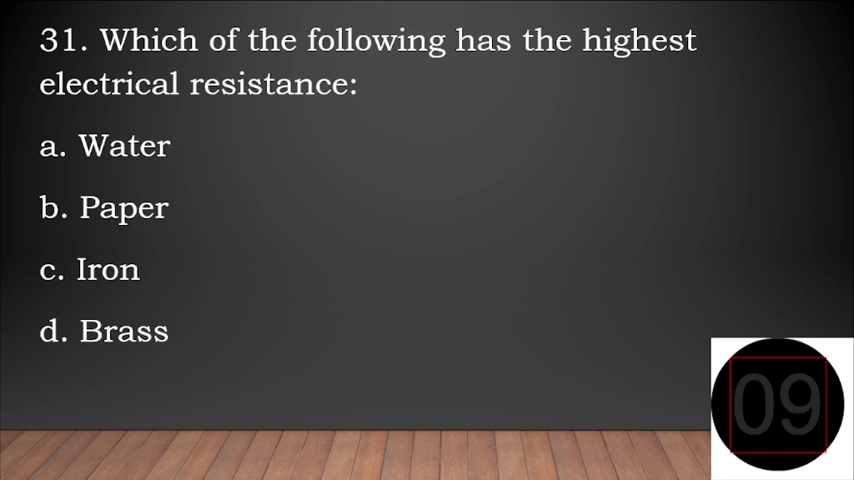 31. Which of the following has the highest
electrical resistance:
a. Water
b. Paper
c. Iron
d. Brass
09